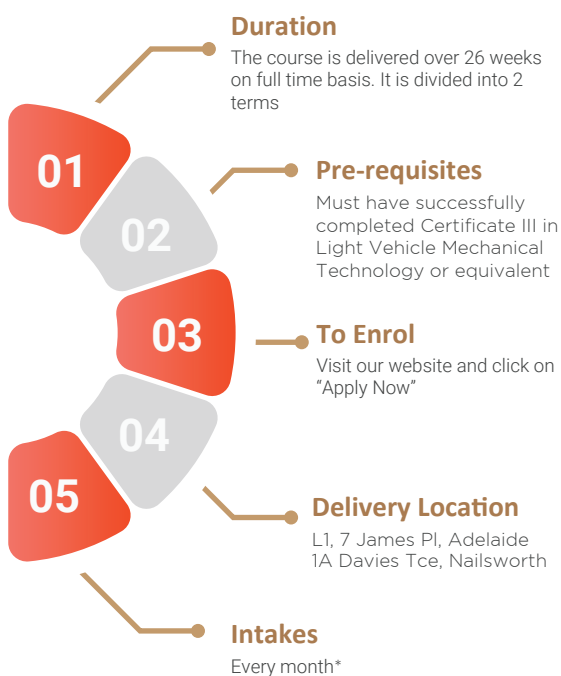 Duration
The course is delivered over 26 weeks
on full time basis. It is divided into 2
terms
01
Pre-requisites
Must have successfully
completed Certificate III in
Light Vehicle Mechanical
Technology or equivalent
02
03
To Enrol
Visit our website and click on
“Apply Now”
04
Delivery Location
L1, 7 James Pl, Adelaide
1A Davies Tce, Nailsworth
05
Intakes
Every month*